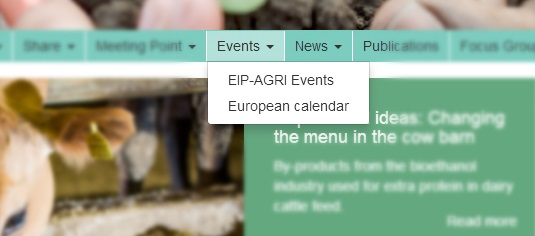 Share
Meeting Point
Events
News
Publications
Focus Grou
EIP-AGRI Events
European calendar
ideas: Changing
the menu in the cow barn
By-products from the bioethanol
industry used for extra protein in dairy
cattle feed.
Read more